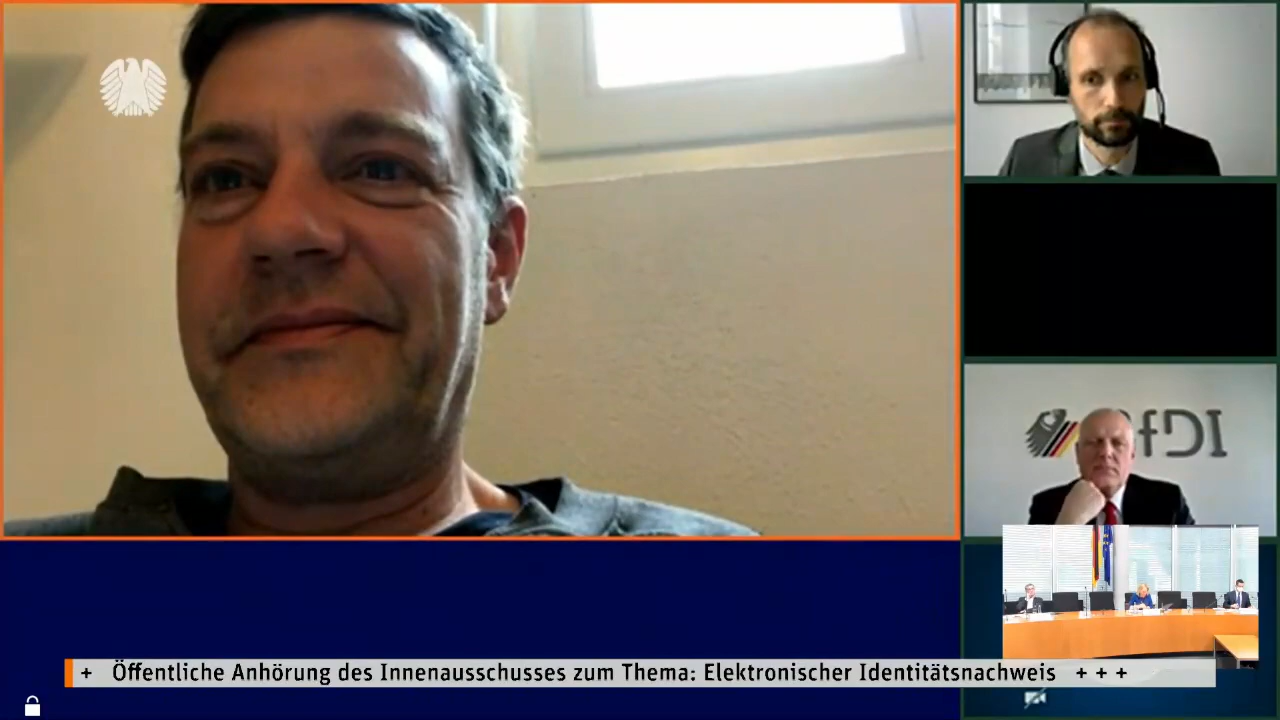 BfDI
+ Öffentliche Anhörung des Innenausschusses zum Thema: Elektronischer Identitätsnachweis + + +